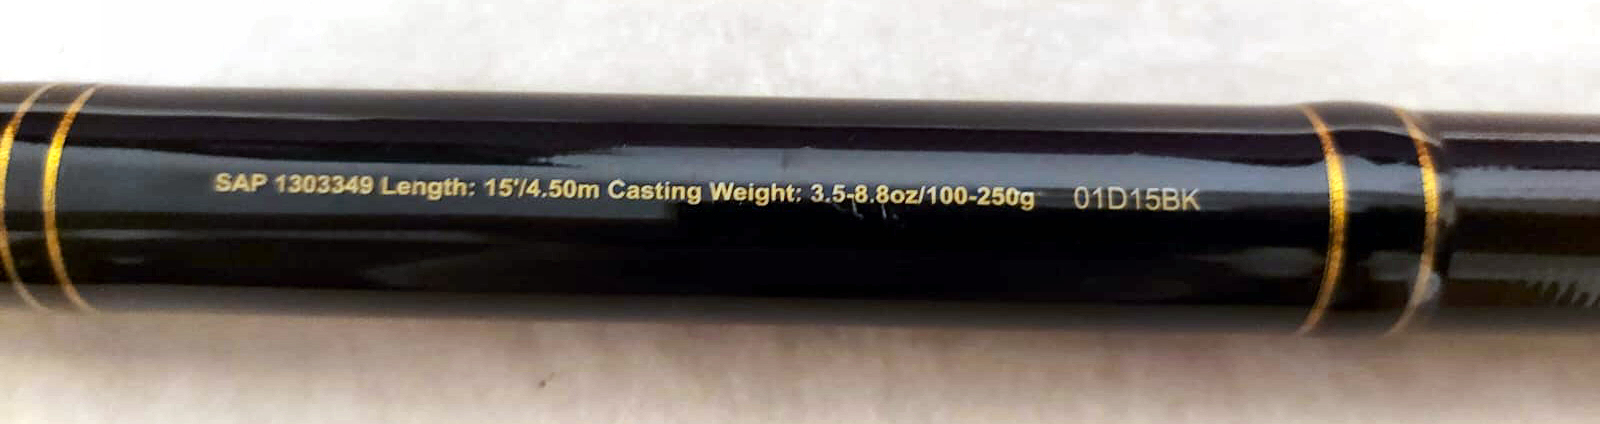 SAP 1303349 Length: 15'/4.50m Casting Weight: 3.5-8.8oz/100-250g 01D15BK